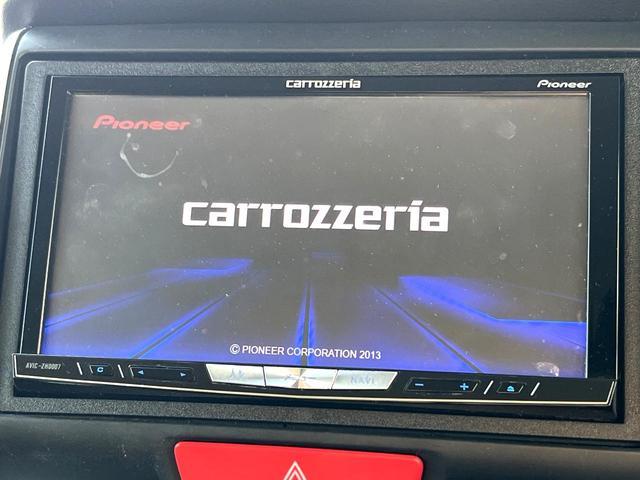 carrozzeria Pioneer
Pioneer
carrozzeria
© PIONEER CORPORATION 2013
AVIC-ZH0007
NAVI